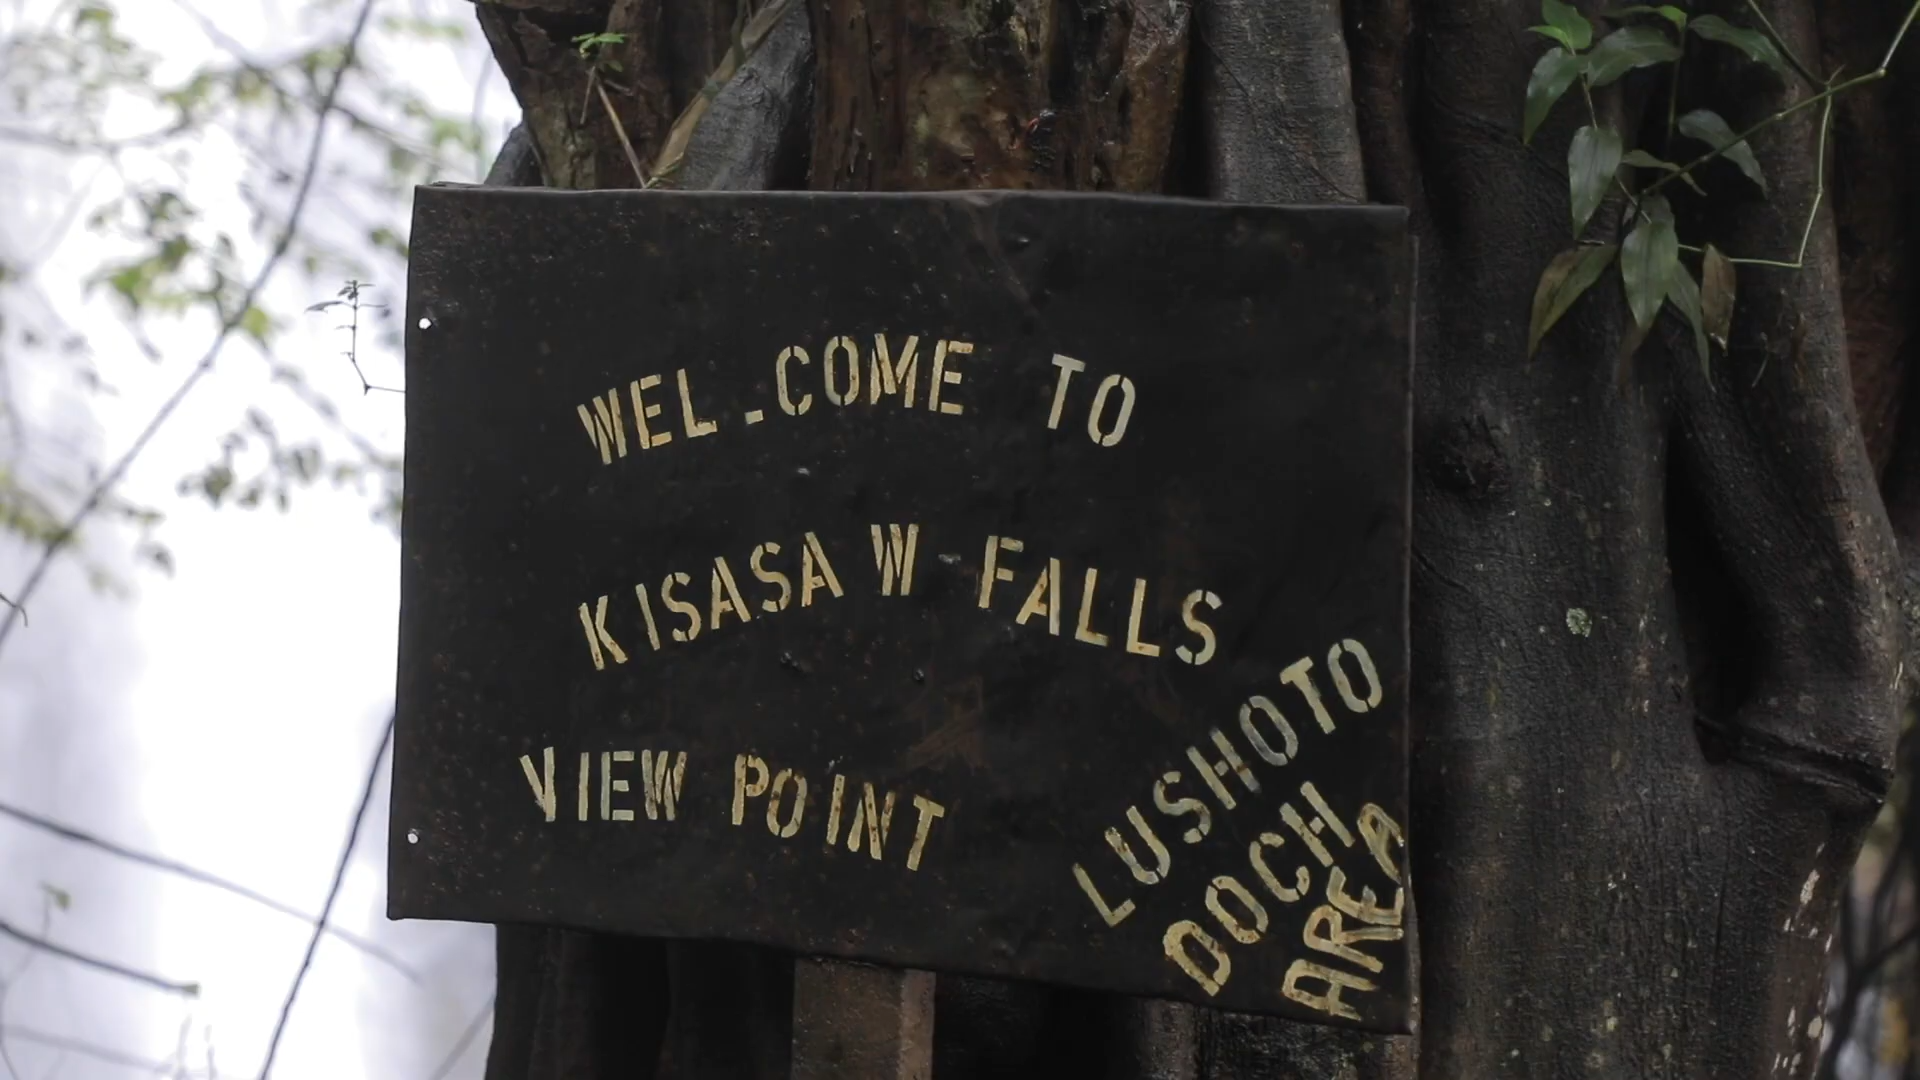 WEL-COME TO
KISASA W-FALLS
VIEW POINT
LUSHOTO
DOCH
AREA